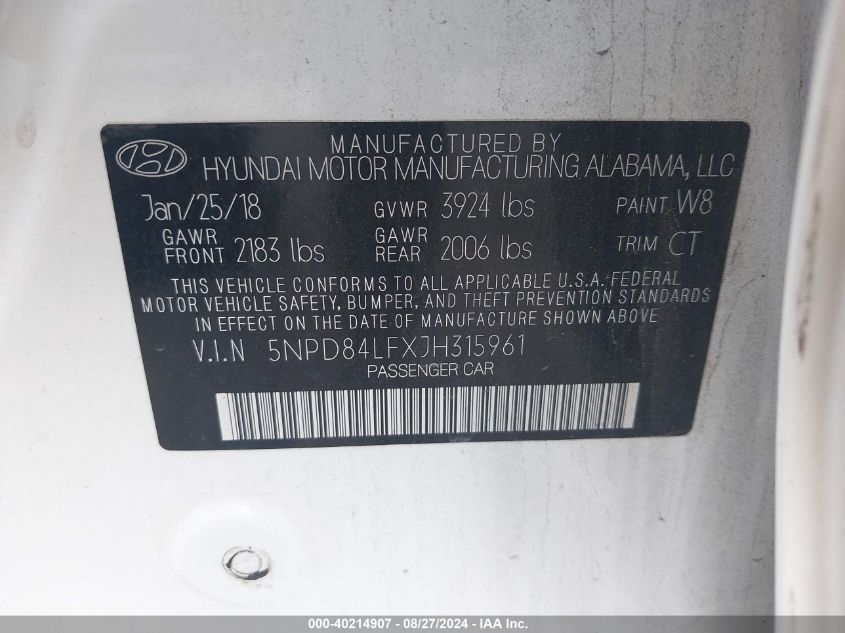 MANUFACTURED BY
HYUNDAI MOTOR MANUFACTURING ALABAMA, LLC
Jan/25/18 GVWR 3924 lbs PAINT W8
GAWR FRONT 2183 lbs GAWR REAR 2006 lbs TRIM CT
THIS VEHICLE CONFORMS TO ALL APPLICABLE U.S.A. FEDERAL
MOTOR VEHICLE SAFETY, BUMPER, AND THEFT PREVENTION STANDARDS
IN EFFECT ON THE DATE OF MANUFACTURE SHOWN ABOVE
V.I.N 5NPD84LFXJH315961
PASSENGER CAR
000-40214907 - 08/27/2024 - © IAA, Inc.